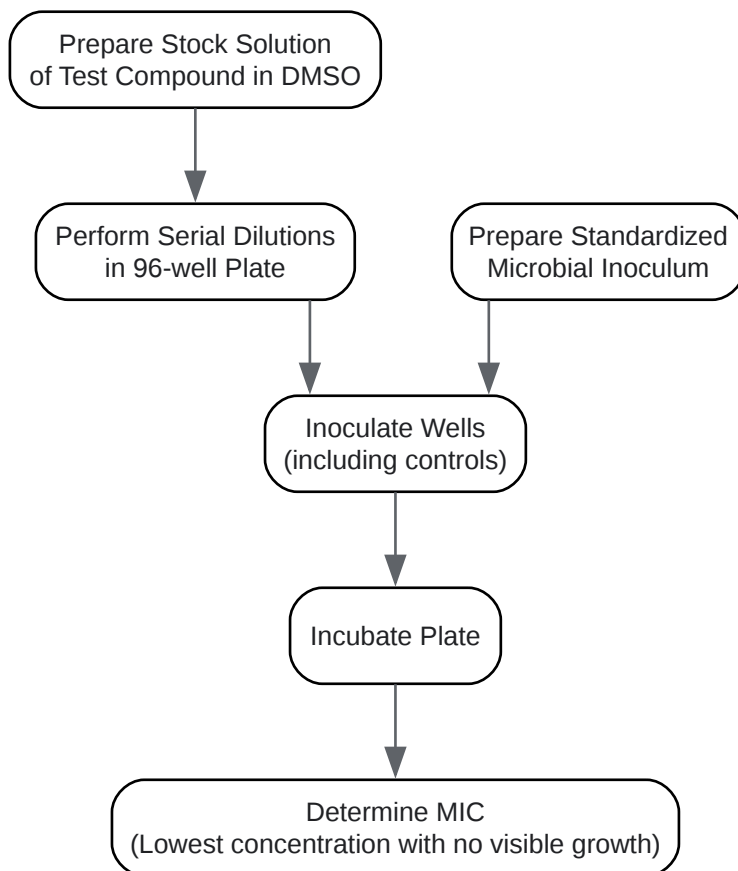 Prepare Stock Solution
of Test Compound in DMSO
Perform Serial Dilutions
in 96-well Plate
Prepare Standardized
Microbial Inoculum
Inoculate Wells
(including controls)
Incubate Plate
Determine MIC
(Lowest concentration with no visible growth)